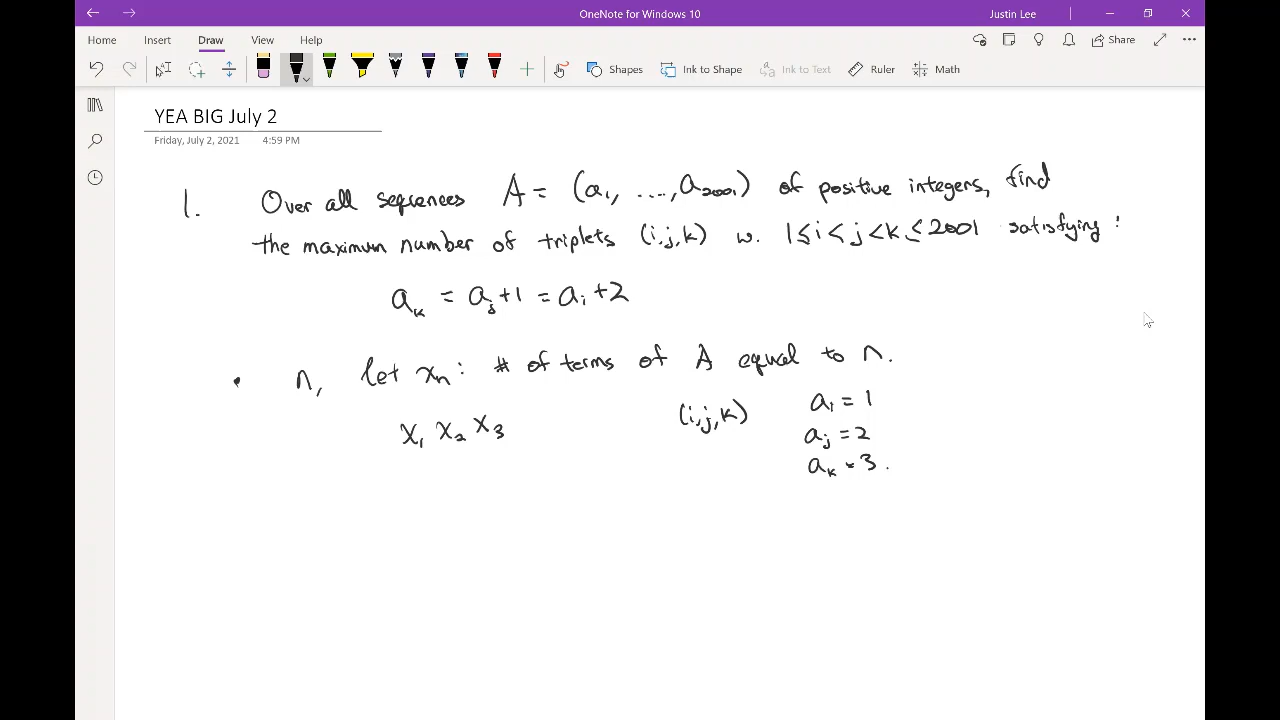 OneNote for Windows 10
Justin Lee
Home Insert Draw View Help
Share
Shapes Ink to Shape Ink to Text Ruler Math
YEA BIG July 2
Friday, July 2, 2021 4:59 PM
1. Over all sequences A = (a₁, ...., a₂₀₀₁) of positive integers, find
the maximum number of triplets (i,j,k) w. 1≤i<j<k≤2001 satisfying:
aₖ = aⱼ+1 = aᵢ+2
• n, let xₙ: # of terms of A equal to n.
x₁ x₂ x₃ (i,j,k) aᵢ = 1
aⱼ = 2
aₖ = 3.